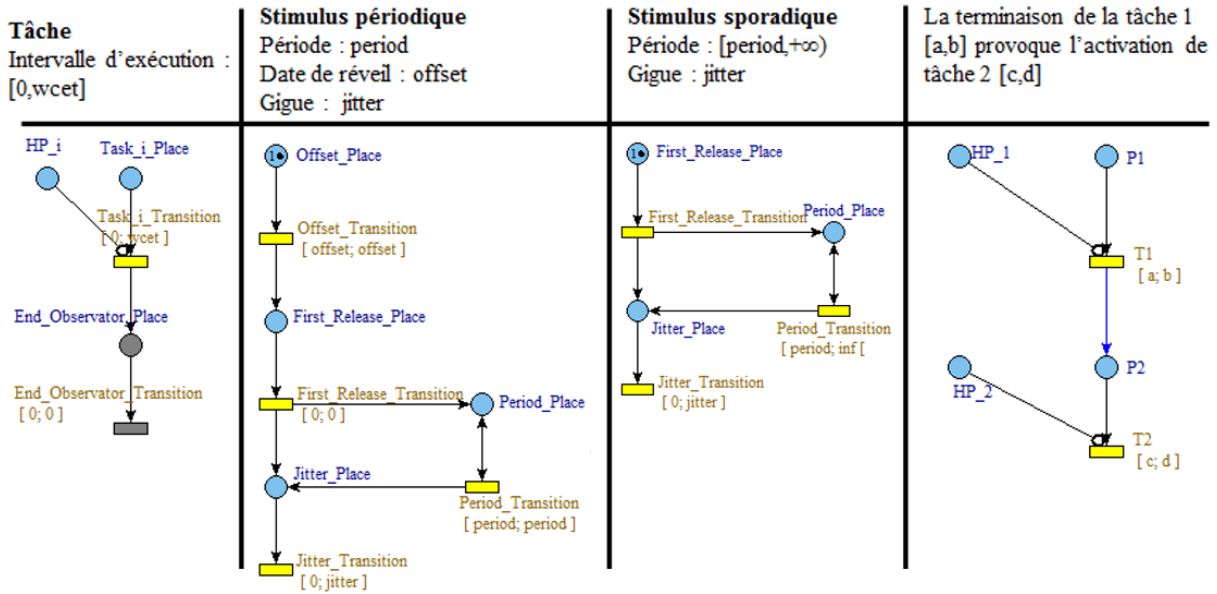 Tâche
Intervalle d'exécution :
[0,wcet]
Stimulus périodique
Période : period
Date de réveil : offset
Gigue : jitter
Stimulus sporadique
Période : [period,+∞)
Gigue : jitter
La terminaison de la tâche 1
[a,b] provoque l'activation de
tâche 2 [c,d]
HP_i
Task_i_Place
Task_i_Transition
[ 0; wcet ]
End_Observator_Place
End_Observator_Transition
[ 0; 0 ]
1
Offset_Place
Offset_Transition
[ offset; offset ]
First_Release_Place
First_Release_Transition
[ 0; 0 ]
Period_Place
Jitter_Place
Period_Transition
[ period; period ]
Jitter_Transition
[ 0; jitter ]
1
First_Release_Place
First_Release_Transition
Period_Place
Jitter_Place
Period_Transition
[ period; inf [
Jitter_Transition
[ 0; jitter ]
HP_1
P1
T1
[ a; b ]
P2
HP_2
T2
[ c; d ]